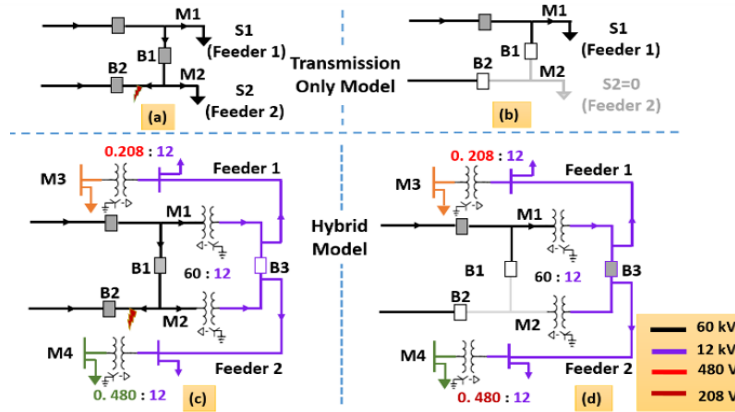 M1
S1
(Feeder 1)
B1
B2
M2
S2
(Feeder 2)
(a)
Transmission
Only Model
M1
S1
(Feeder 1)
B1
B2
M2
S2=0
(Feeder 2)
(b)
0.208 : 12
Feeder 1
M3
M1
B1
60 : 12
B3
B2
M2
M4
Feeder 2
0. 480 : 12
(c)
Hybrid
Model
0. 208 : 12
Feeder 1
M3
M1
B1
60 : 12
B3
B2
M2
M4
Feeder 2
0. 480 : 12
(d)
60 kV
12 kV
480 V
208 V